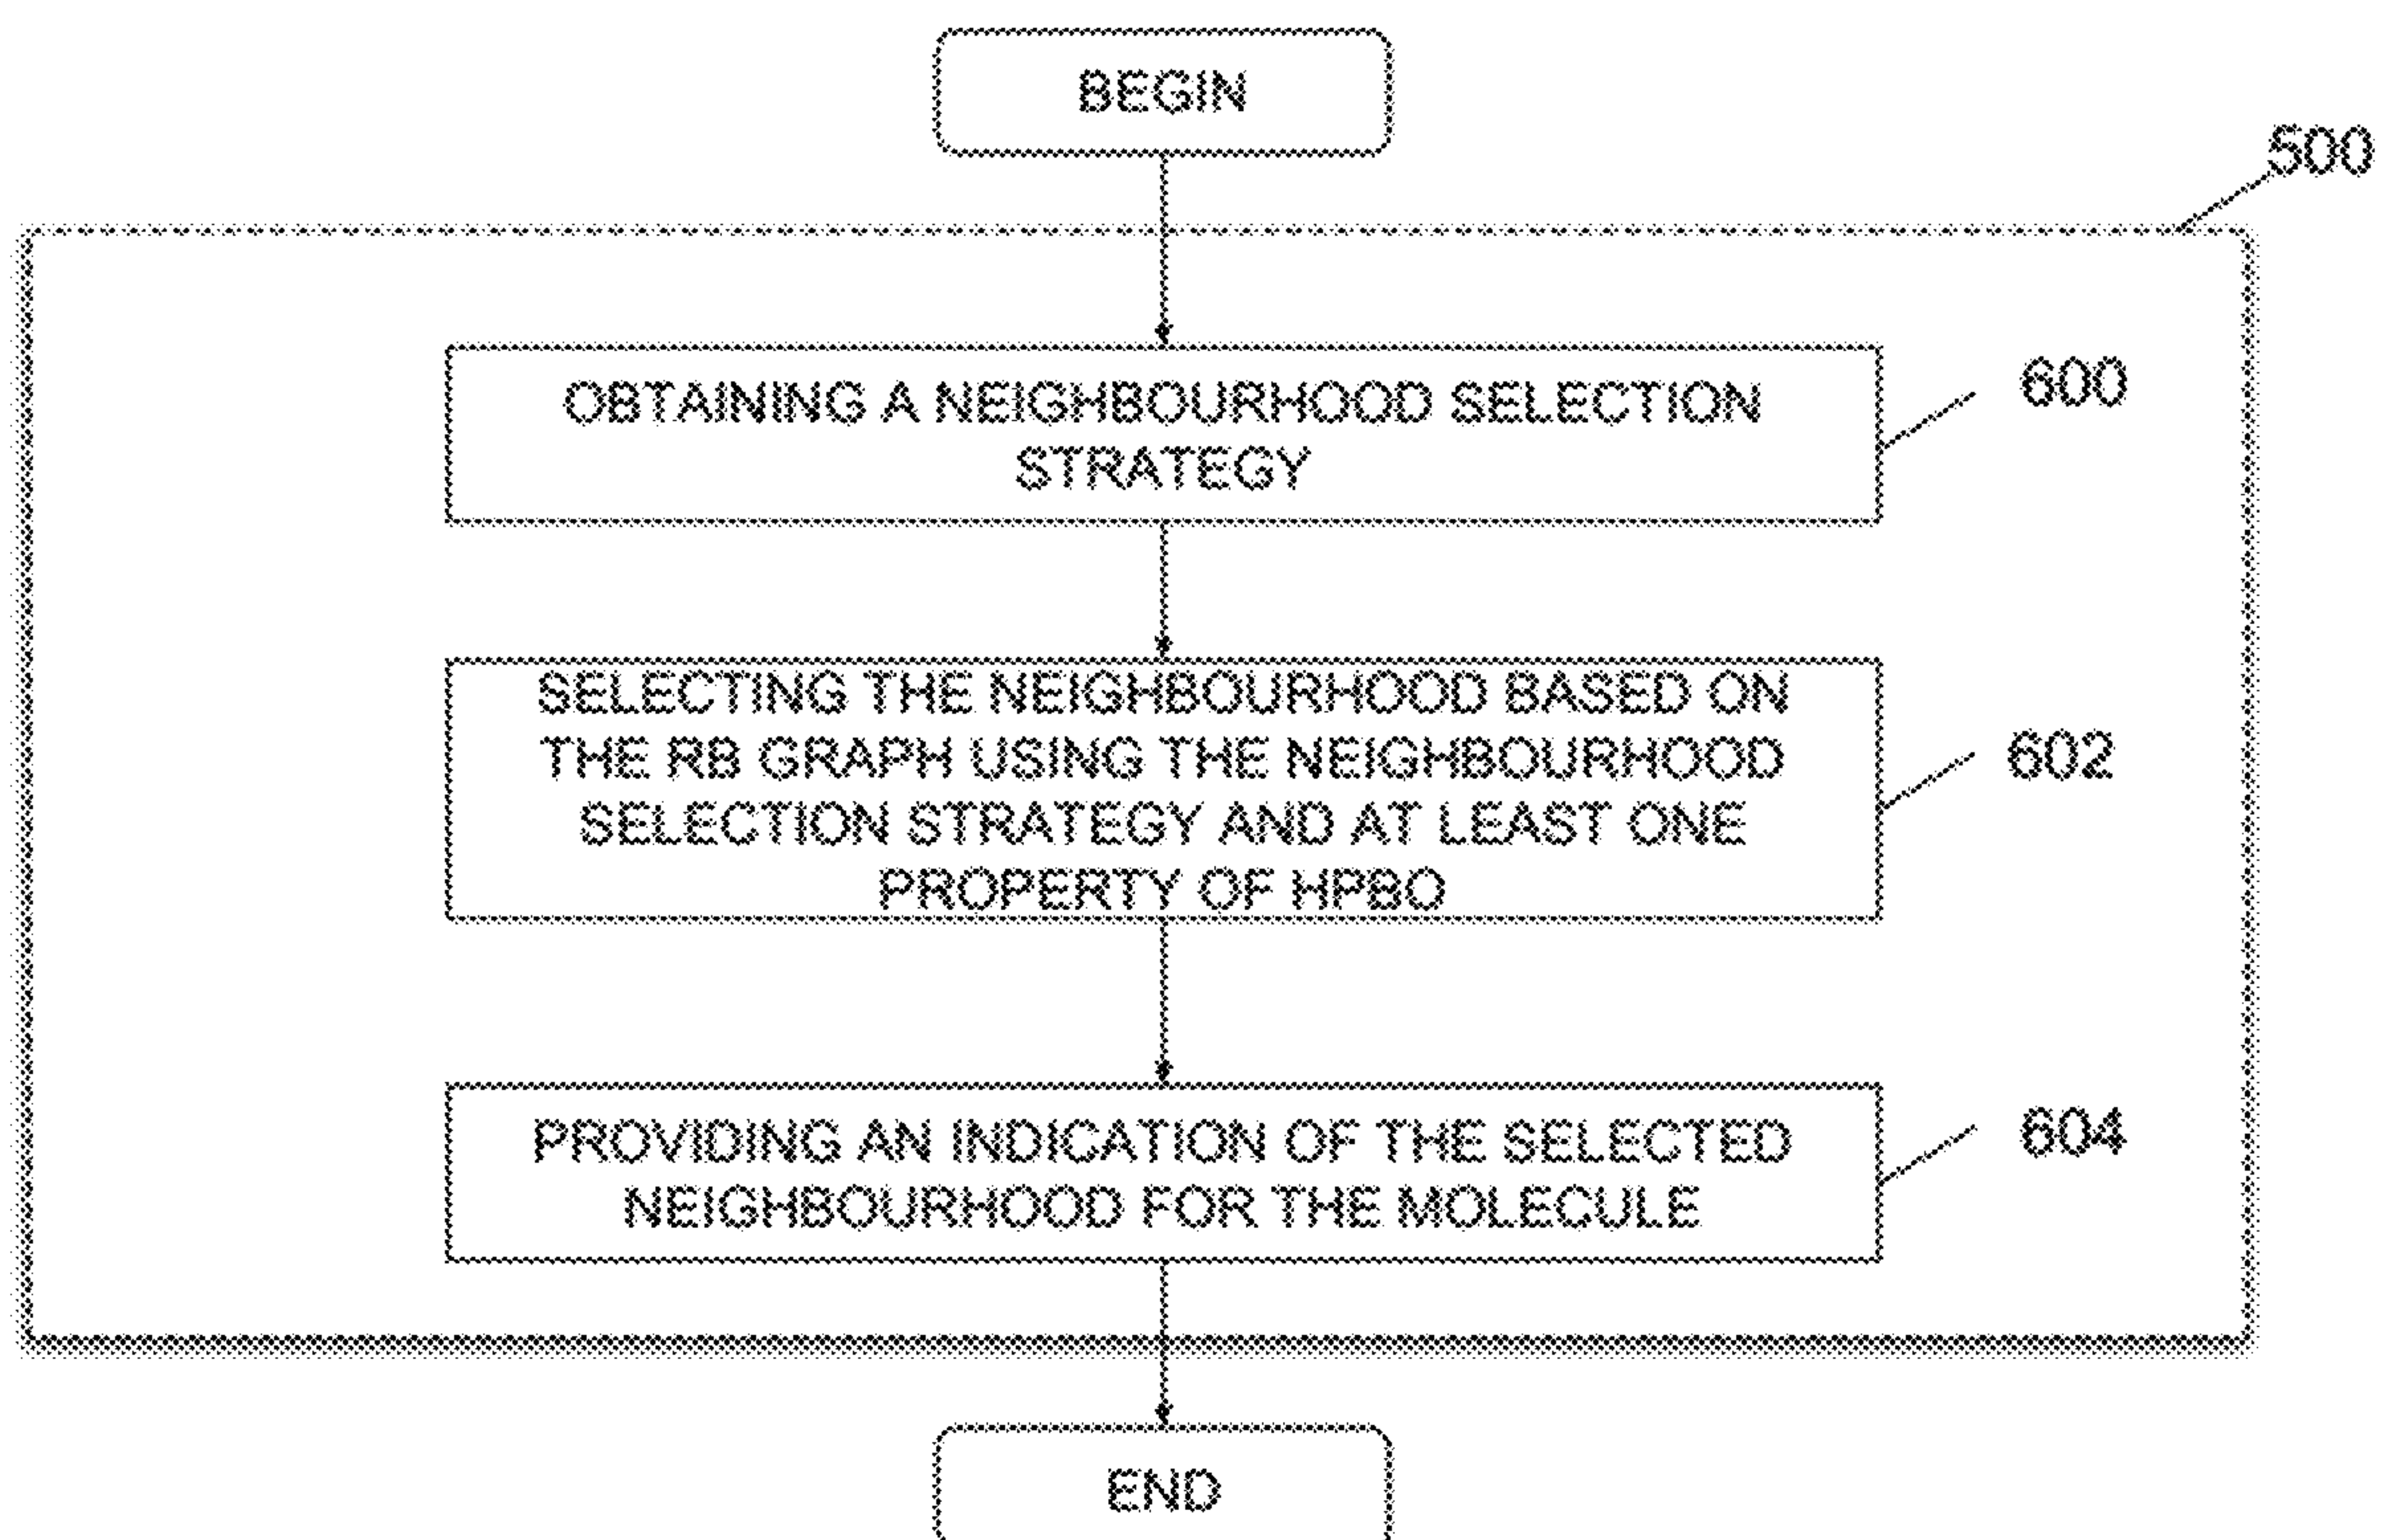 BEGIN
500
OBTAINING A NEIGHBOURHOOD SELECTION
STRATEGY
600
SELECTING THE NEIGHBOURHOOD BASED ON
THE RB GRAPH USING THE NEIGHBOURHOOD
SELECTION STRATEGY AND AT LEAST ONE
PROPERTY OF HPBO
602
PROVIDING AN INDICATION OF THE SELECTED
NEIGHBOURHOOD FOR THE MOLECULE
604
END